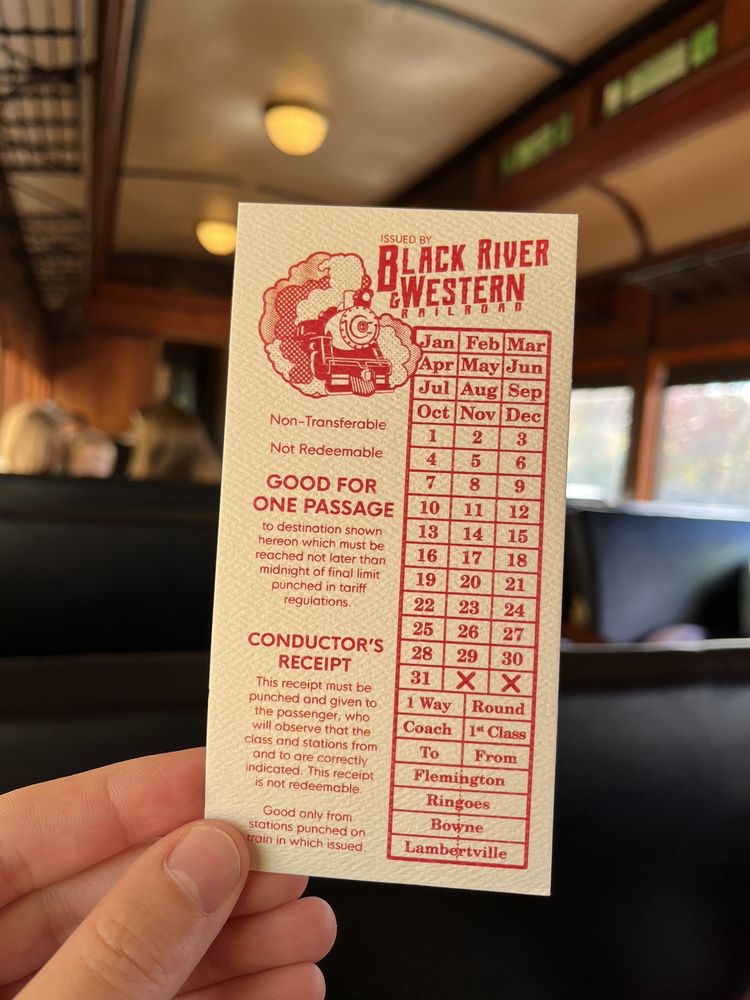 ISSUED BY
BLACK RIVER
& WESTERN
RAILROAD
Non-Transferable
Not Redeemable
GOOD FOR
ONE PASSAGE
to destination shown
hereon which must be
reached not later than
midnight of final limit
punched in tariff
regulations.
CONDUCTOR'S
RECEIPT
This receipt must be
punched and given to
the passenger, who
will observe that the
class and stations from
and to are correctly
indicated. This receipt
is not redeemable.
Good only from
stations punched on
train in which issued.
Jan Feb Mar
Apr May Jun
Jul Aug Sep
Oct Nov Dec
1 2 3
4 5 6
7 8 9
10 11 12
13 14 15
16 17 18
19 20 21
22 23 24
25 26 27
28 29 30
31 X X
1 Way Round
Coach 1st Class
To From
Flemington
Ringoes
Bowne
Lambertville